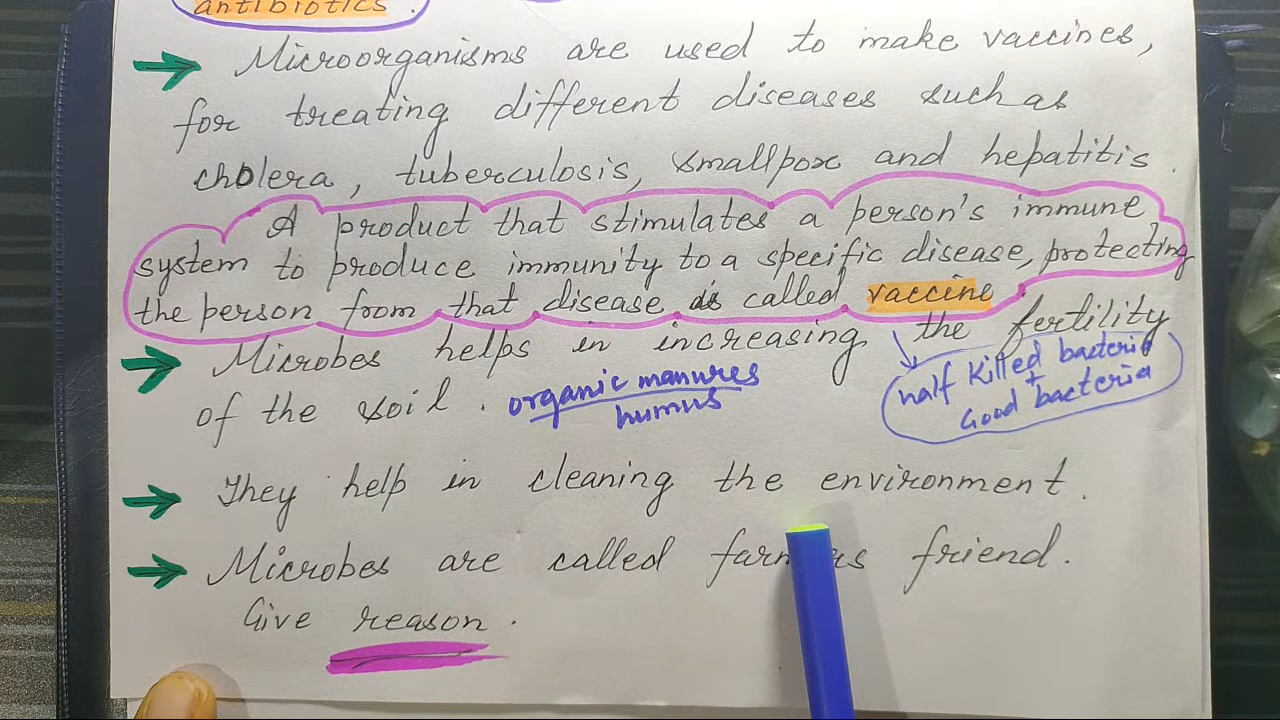 antibiotics.
Microorganisms are used to make vaccines,
for treating different diseases such as
cholera, tuberculosis, smallpox and hepatitis.
A product that stimulates a person's immune
system to produce immunity to a specific disease, protecting
the person from that disease is called vaccine.
Microbes helps in increasing the fertility
of the soil. organic manures
humus
half killed bacteria
+
Good bacteria
They help in cleaning the environment.
Microbes are called farmers friend.
Give reason.